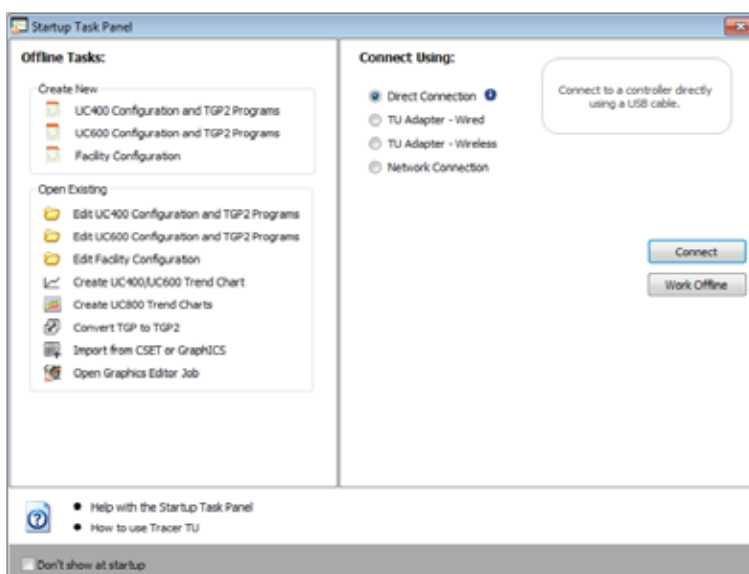 Startup Task Panel
Offline Tasks:
Create New
UC400 Configuration and TGP2 Programs
UC600 Configuration and TGP2 Programs
Facility Configuration
Open Existing
Edit UC400 Configuration and TGP2 Programs
Edit UC600 Configuration and TGP2 Programs
Edit Facility Configuration
Create UC400/UC600 Trend Chart
Create UC800 Trend Charts
Convert TGP to TGP2
Import from CSET or GraphICS
Open Graphics Editor Job
Connect Using:
Direct Connection
TU Adapter - Wired
TU Adapter - Wireless
Network Connection
Connect to a controller directly
using a USB cable.
Connect
Work Offline
Help with the Startup Task Panel
How to use Tracer TU
Don't show at startup